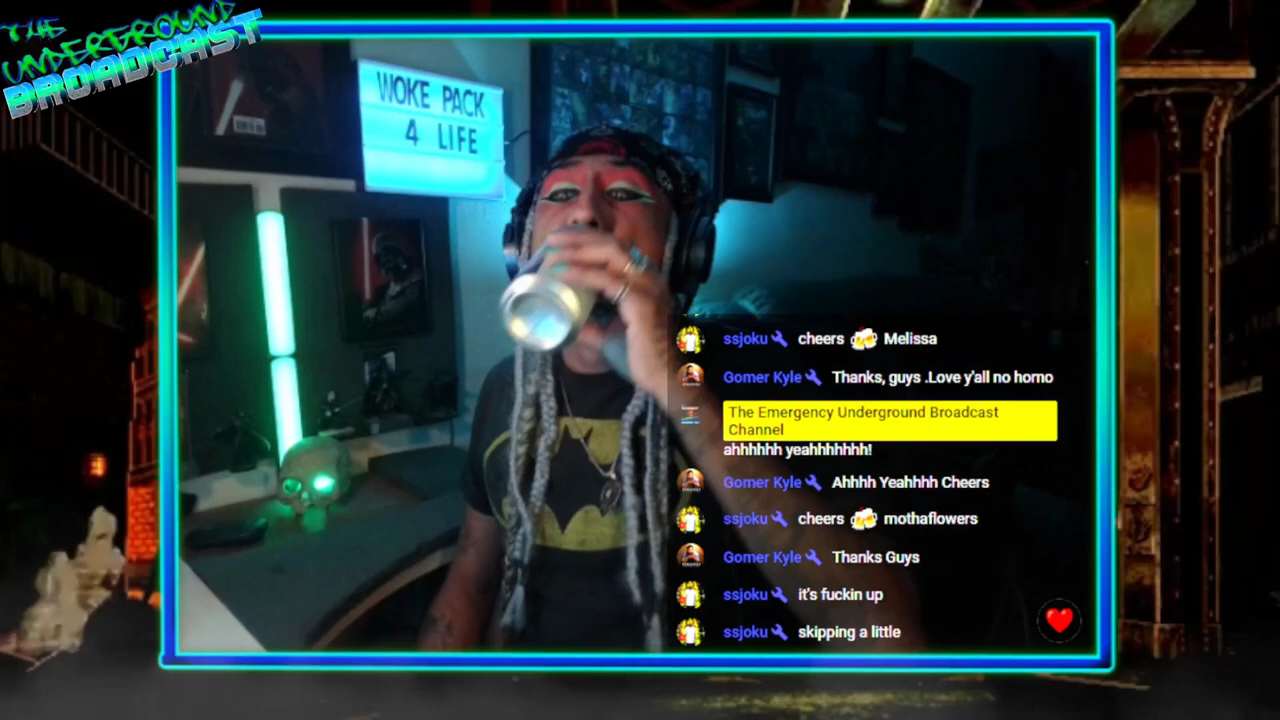 THE
UNDERGROUND
BROADCAST
WOKE PACK
4 LIFE
ssjoku cheers 🍻 Melissa
Gomer Kyle Thanks, guys .Love y'all no homo
The Emergency Underground Broadcast
Channel
ahhhhhh yeahhhhhhh!
Gomer Kyle Ahhhh Yeahhhh Cheers
ssjoku cheers 🍻 mothaflowers
Gomer Kyle Thanks Guys
ssjoku it's fuckin up
ssjoku skipping a little